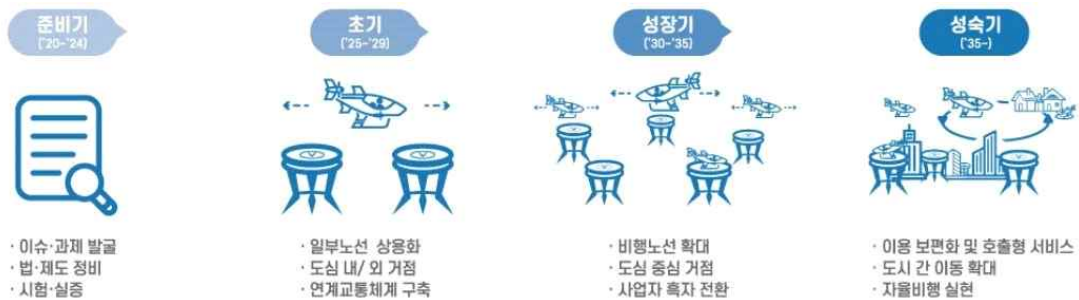 준비기
('20~'24)
초기
('25~'29)
성장기
('30~'35)
성숙기
('35~)
· 이슈·과제 발굴
· 법·제도 정비
· 시험·실증
· 일부노선 상용화
· 도심 내/ 외 거점
· 연계교통체계 구축
· 비행노선 확대
· 도심 중심 거점
· 사업자 흑자 전환
· 이용 보편화 및 호출형 서비스
· 도시 간 이동 확대
· 자율비행 실현